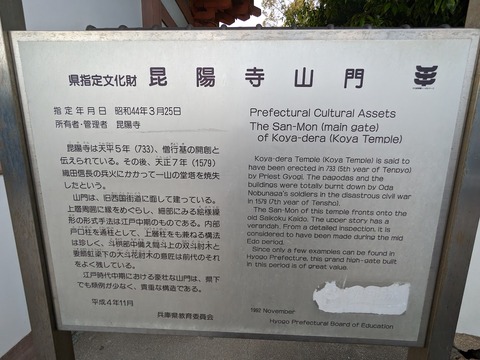 県指定文化財 昆陽寺山門
指定年月日 昭和44年3月25日
所有者・管理者 昆陽寺
昆陽寺は天平5年(733)、僧行基の開創と
伝えられている。その後、天正7年(1579)
織田信長の兵火にかかって一山の堂塔を焼失
したという。
山門は、旧西国街道に面して建っている。
上層周囲に縁をめぐらし、細部にみる絵様繰
形の形式手法は江戸中期のものである。内部
戸口柱を通柱として、上層柱をも兼ねる構法
は珍しく、斗栱間中備え間斗上の双斗肘木と
妻飾虹梁下の大斗花肘木の意匠は前代のそれ
をよく残している。
江戸時代中期における豪壮な山門は、県下
でも類例が少なく、貴重な構造である。
平成4年11月
兵庫県教育委員会
Prefectural Cultural Assets
The San-Mon (main gate)
of Koya-dera (Koya Temple)
Koya-dera Temple (Koya Temple) is said to
have been erected in 733 (5th year of Tenpyo)
by Priest Gyogi. The pagodas and the
buildings were totally burnt down by Oda
Nobunaga's soldiers in the disastrous civil war
in 1579 (7th year of Tensho).
The San-Mon of this temple fronts onto the
old Saikoku Kaido. The upper story has a
verandah. From a detailed inspection, it is
considered to have been made during the mid
Edo period.
Since only a few examples can be found in
Hyogo Prefecture, this grand high-gate built
in this period is of great value.
1992 November
Hyogo Prefectural Board of Education